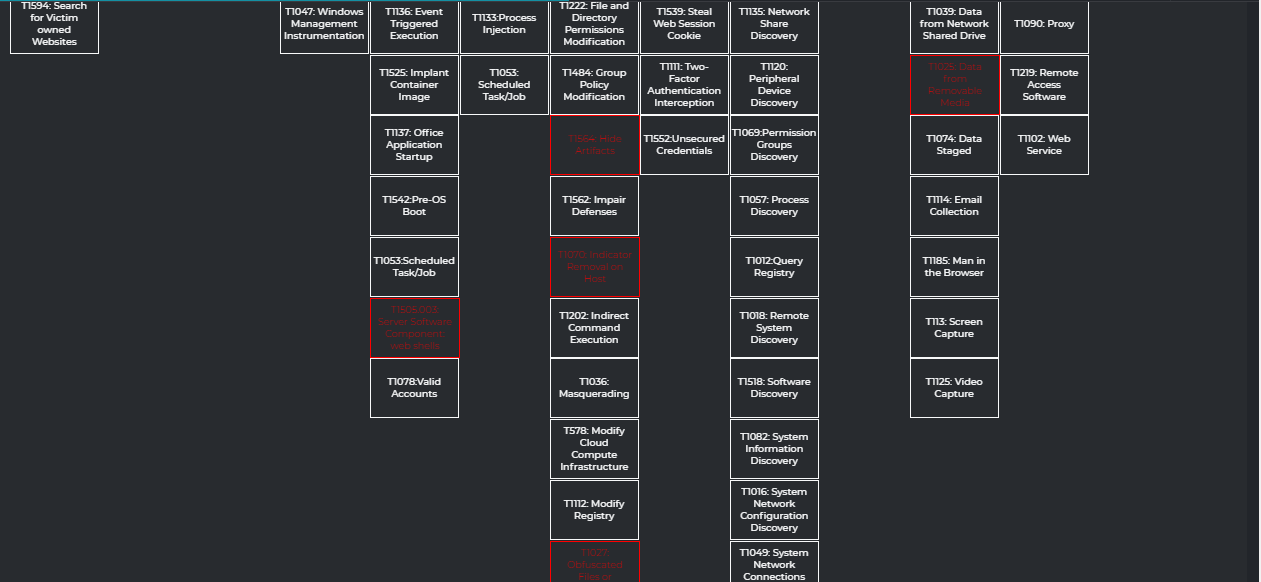 T1594: Search
for Victim
owned
Websites
T1047: Windows
Management
Instrumentation
T1136: Event
Triggered
Execution
T1525: Implant
Container
Image
T1137: Office
Application
Startup
T1542:Pre-OS
Boot
T1053:Scheduled
Task/Job
T1505.003:
Server Software
Component:
web shells
T1078:Valid
Accounts
T1133:Process
Injection
T1053:
Scheduled
Task/Job
T1222: File and
Directory
Permissions
Modification
T1484: Group
Policy
Modification
T1564: Hide
Artifacts
T1562: Impair
Defenses
T1070: Indicator
Removal on
Host
T1202: Indirect
Command
Execution
T1036:
Masquerading
T578: Modify
Cloud
Compute
Infrastructure
T1112: Modify
Registry
T1027:
Obfuscated
Files or
T1539: Steal
Web Session
Cookie
T1111: Two-
Factor
Authentication
Interception
T1552:Unsecured
Credentials
T1135: Network
Share
Discovery
T1120:
Peripheral
Device
Discovery
T1069:Permission
Groups
Discovery
T1057: Process
Discovery
T1012:Query
Registry
T1018: Remote
System
Discovery
T1518: Software
Discovery
T1082: System
Information
Discovery
T1016: System
Network
Configuration
Discovery
T1049: System
Network
Connections
T1039: Data
from Network
Shared Drive
T1025: Data
from
Removable
Media
T1074: Data
Staged
T1114: Email
Collection
T1185: Man in
the Browser
T113: Screen
Capture
T1125: Video
Capture
T1090: Proxy
T1219: Remote
Access
Software
T1102: Web
Service